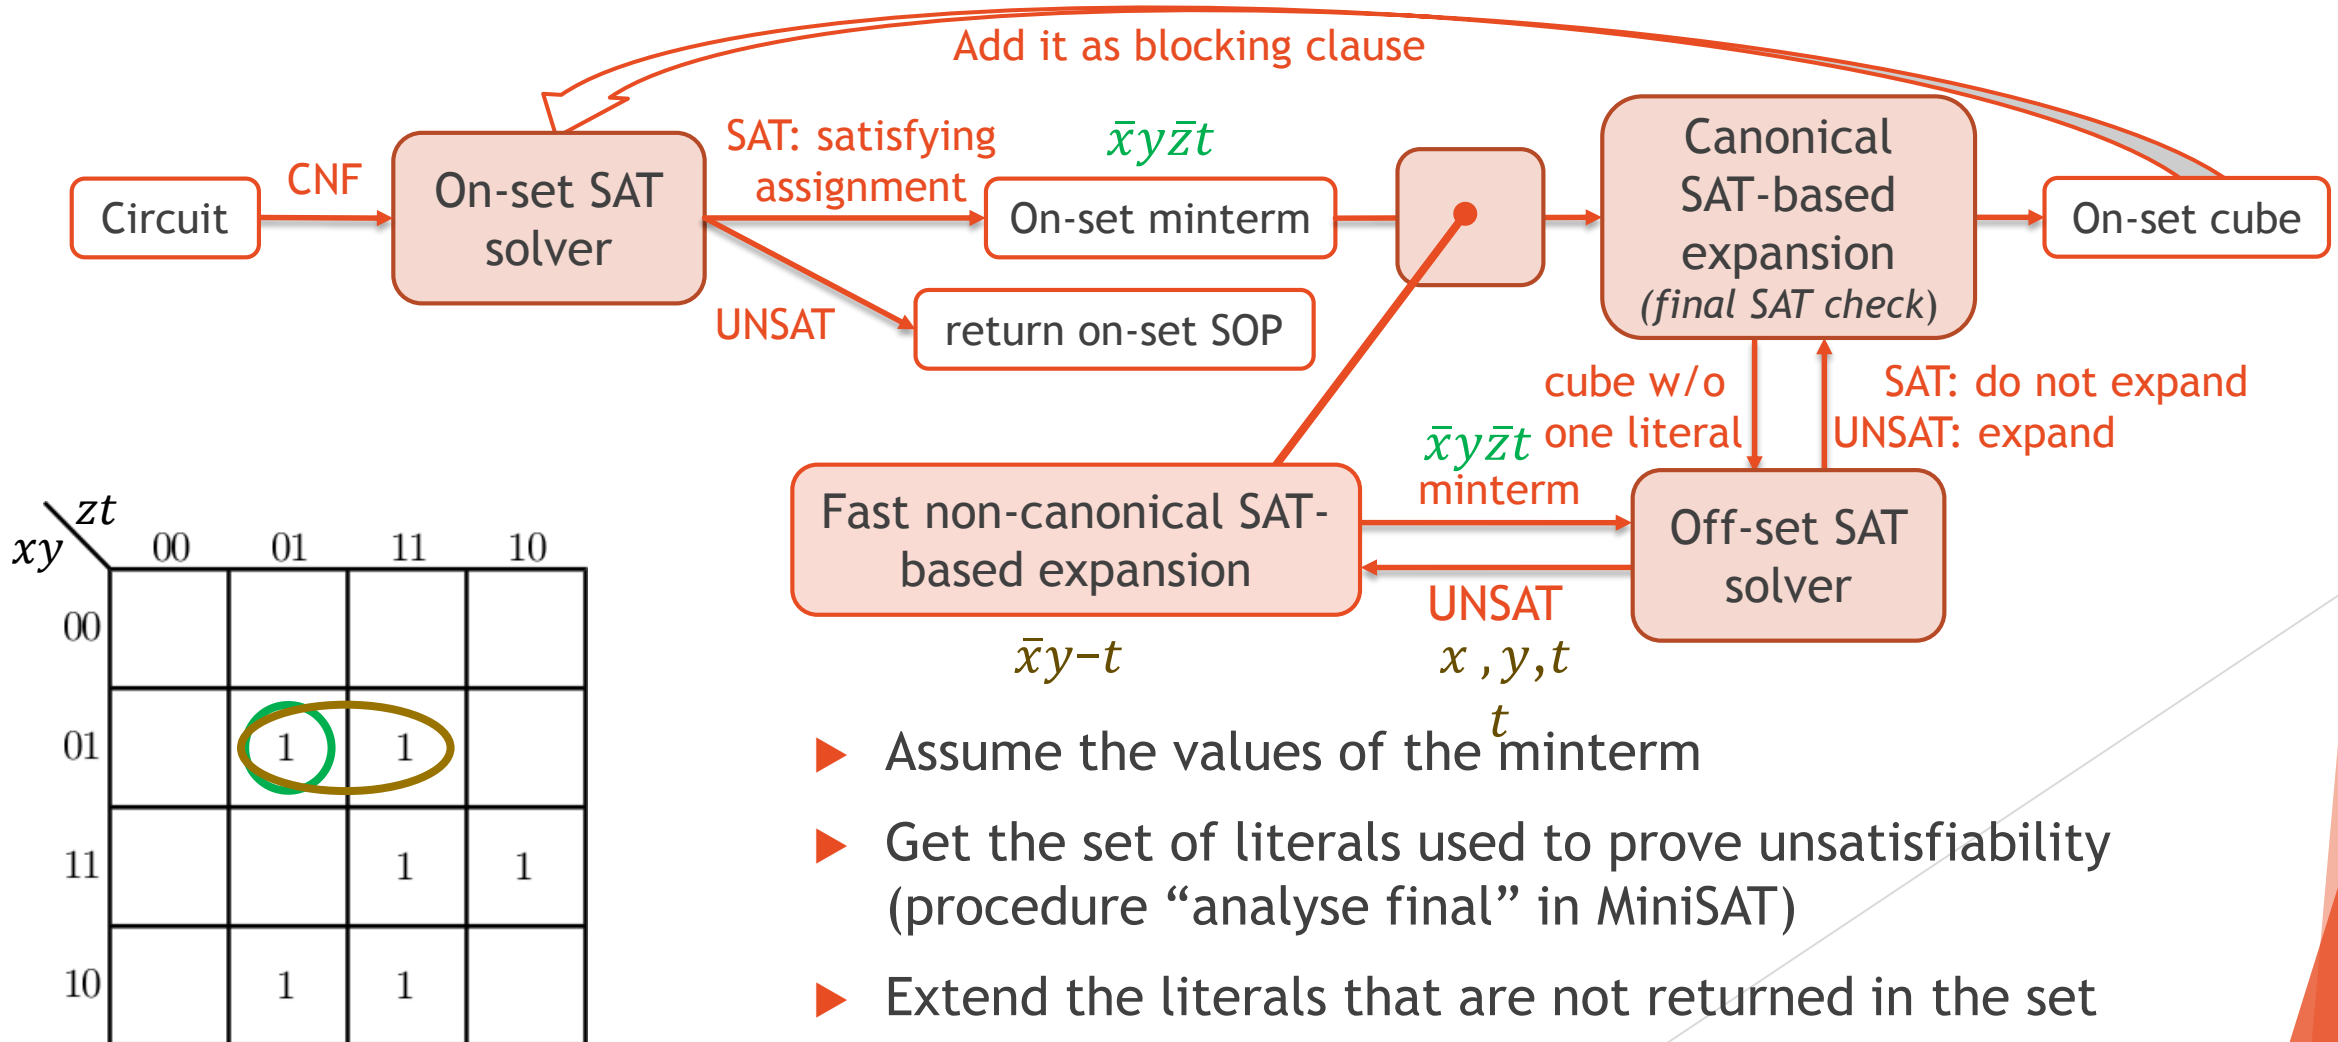 Add it as blocking clause
Circuit
CNF
On-set SAT
solver
SAT: satisfying
assignment
x̄yz̄t
On-set minterm
UNSAT
return on-set SOP
Canonical
SAT-based
expansion
(final SAT check)
On-set cube
cube w/o
one literal
SAT: do not expand
UNSAT: expand
x̄yz̄t
minterm
Fast non-canonical SAT-
based expansion
Off-set SAT
solver
UNSAT
x̄y-t
x , y,t
t
zt
xy
00 01 11 10
00
01 1 1
11 1 1
10 1 1
▶ Assume the values of the minterm
▶ Get the set of literals used to prove unsatisfiability
(procedure “analyse final” in MiniSAT)
▶ Extend the literals that are not returned in the set